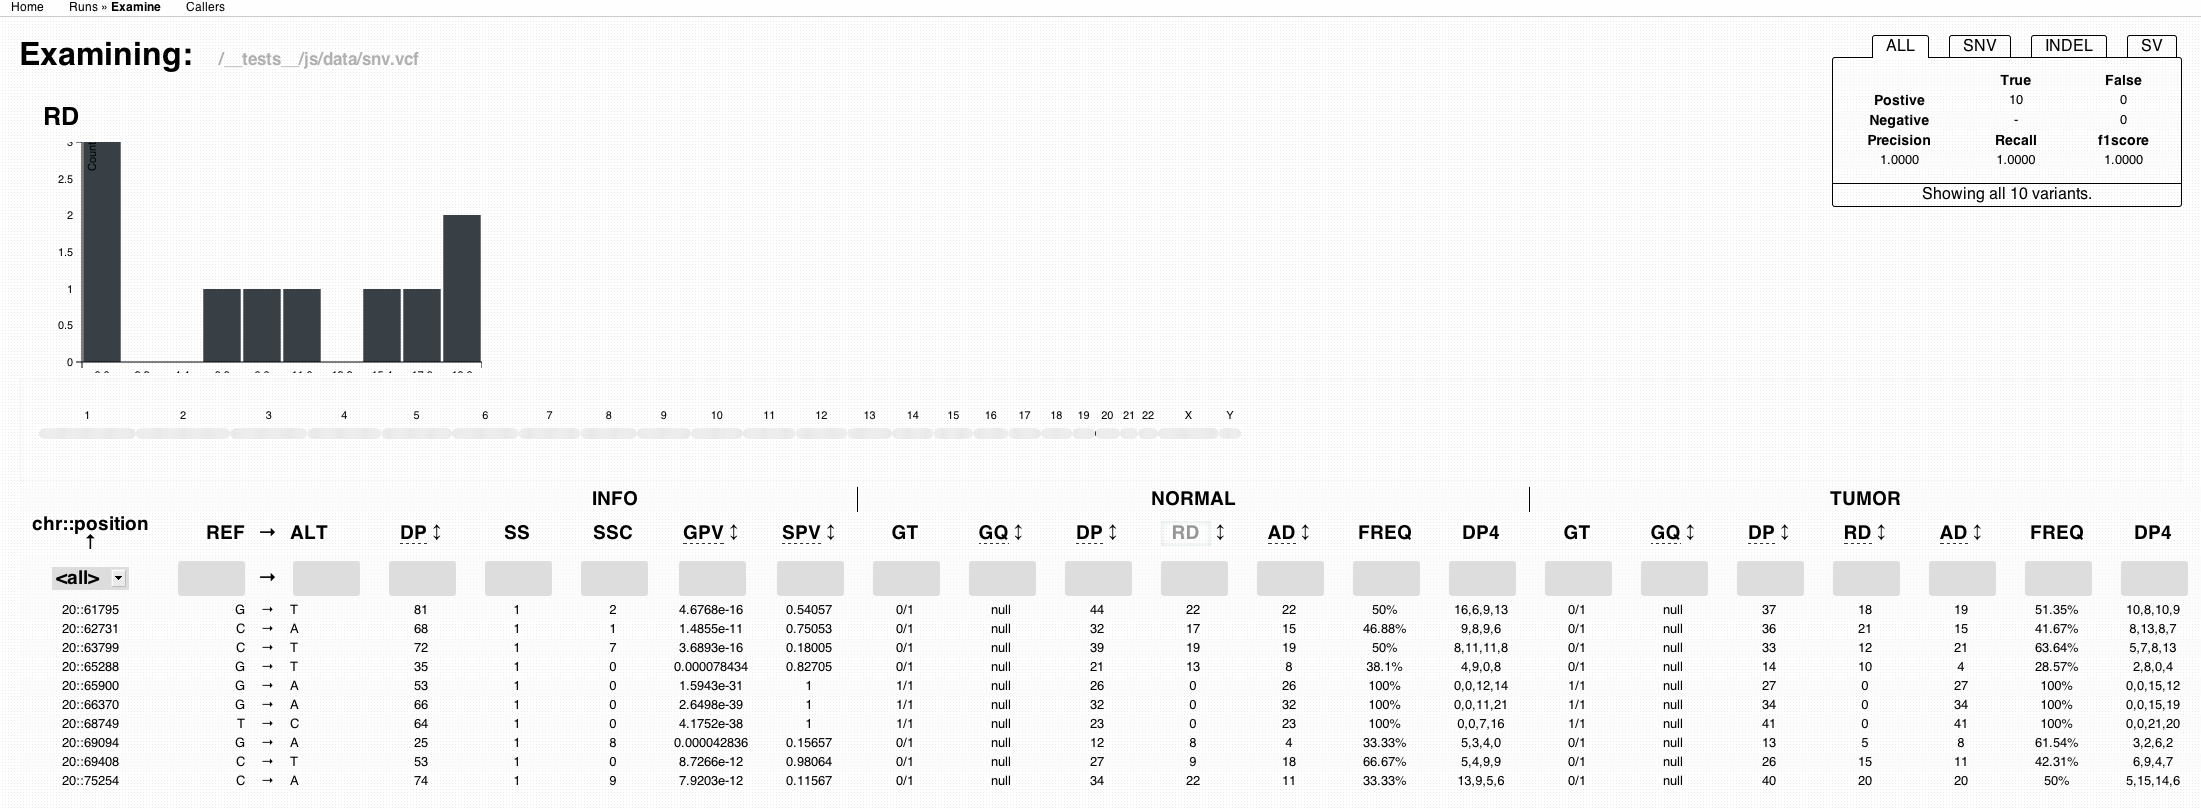 Home Runs » Examine Callers
Examining: /__tests__/js/data/snv.vcf
ALL SNV INDEL SV
True False
Postive 10 0
Negative - 0
Precision Recall f1score
1.0000 1.0000 1.0000
Showing all 10 variants.
RD
3
Count
2.5
2
1.5
1
0.5
0
1 2 3 4 5 6 7 8 9 10 11 12 13 14 15 16 17 18 19 20 21 22 X Y
INFO NORMAL TUMOR
chr::position ↑ REF → ALT DP ↕ SS SSC GPV ↕ SPV ↕ GT GQ ↕ DP ↕ RD ↕ AD ↕ FREQ DP4 GT GQ ↕ DP ↕ RD ↕ AD ↕ FREQ DP4
<all> →
20::61795 G → T 81 1 2 4.6768e-16 0.54057 0/1 null 44 22 22 50% 16,6,9,13 0/1 null 37 18 19 51.35% 10,8,10,9
20::62731 C → A 68 1 1 1.4855e-11 0.75053 0/1 null 32 17 15 46.88% 9,8,9,6 0/1 null 36 21 15 41.67% 8,13,8,7
20::63799 C → T 72 1 7 3.6893e-16 0.18005 0/1 null 39 19 19 50% 8,11,11,8 0/1 null 33 12 21 63.64% 5,7,8,13
20::65288 G → T 35 1 0 0.000078434 0.82705 0/1 null 21 13 8 38.1% 4,9,0,8 0/1 null 14 10 4 28.57% 2,8,0,4
20::65900 G → A 53 1 0 1.5943e-31 1 1/1 null 26 0 26 100% 0,0,12,14 1/1 null 27 0 27 100% 0,0,15,12
20::66370 G → A 66 1 0 2.6498e-39 1 1/1 null 32 0 32 100% 0,0,11,21 1/1 null 34 0 34 100% 0,0,15,19
20::68749 T → C 64 1 0 4.1752e-38 1 1/1 null 23 0 23 100% 0,0,7,16 1/1 null 41 0 41 100% 0,0,21,20
20::69094 G → A 25 1 8 0.000042836 0.15657 0/1 null 12 8 4 33.33% 5,3,4,0 0/1 null 13 5 8 61.54% 3,2,6,2
20::69408 C → T 53 1 0 8.7266e-12 0.98064 0/1 null 27 9 18 66.67% 5,4,9,9 0/1 null 26 15 11 42.31% 6,9,4,7
20::75254 C → A 74 1 9 7.9203e-12 0.11567 0/1 null 34 22 11 33.33% 13,9,5,6 0/1 null 40 20 20 50% 5,15,14,6